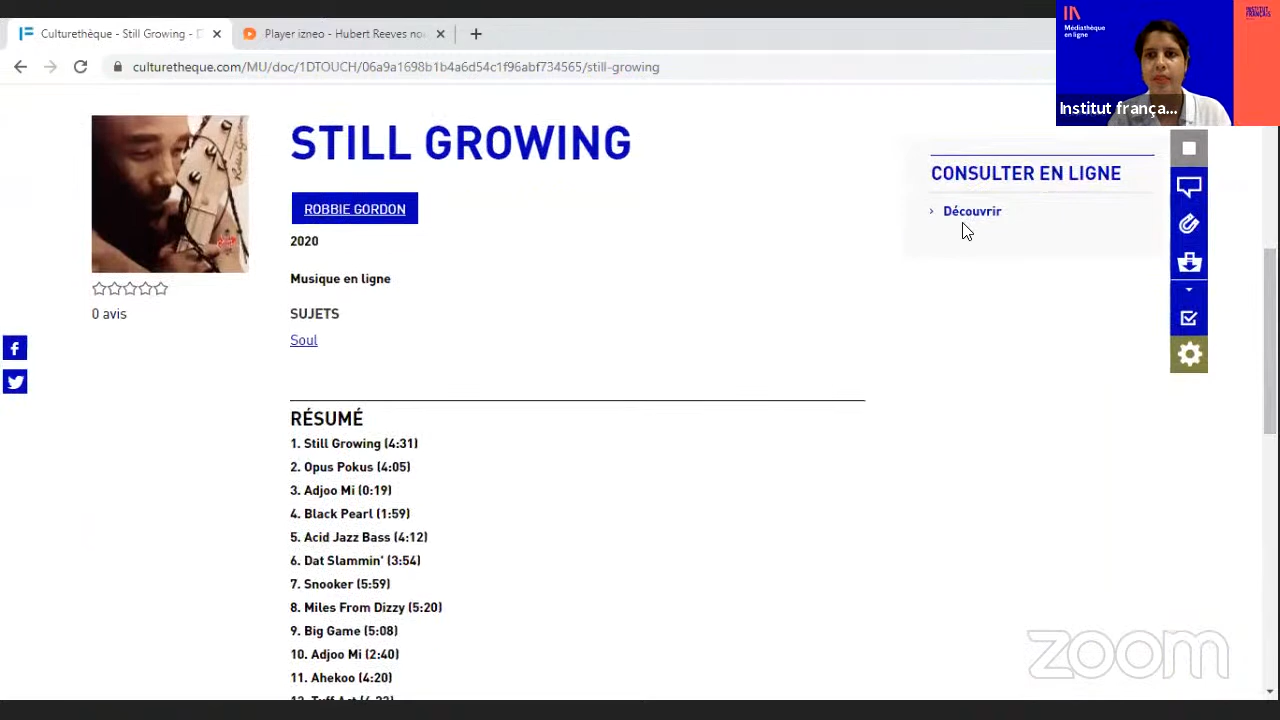 Culturethèque - Still Growing - D
Player izneo - Hubert Reeves no
culturetheque.com/MU/doc/1DTOUCH/06a9a1698b1b4a6d54c1f96abf734565/still-growing
Médiathèque
en ligne
INSTITUT
FRANÇAIS
Institut frança...
STILL GROWING
ROBBIE GORDON
2020
Musique en ligne
SUJETS
Soul
0 avis
CONSULTER EN LIGNE
Découvrir
RÉSUMÉ
1. Still Growing (4:31)
2. Opus Pokus (4:05)
3. Adjoo Mi (0:19)
4. Black Pearl (1:59)
5. Acid Jazz Bass (4:12)
6. Dat Slammin' (3:54)
7. Snooker (5:59)
8. Miles From Dizzy (5:20)
9. Big Game (5:08)
10. Adjoo Mi (2:40)
11. Ahekoo (4:20)
zoom